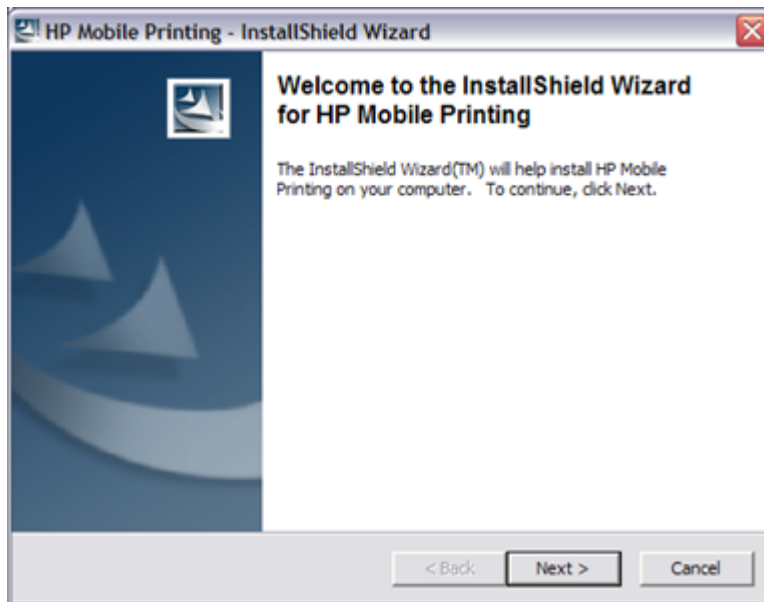 HP Mobile Printing - InstallShield Wizard
Welcome to the InstallShield Wizard
for HP Mobile Printing
The InstallShield Wizard(TM) will help install HP Mobile
Printing on your computer. To continue, click Next.
< Back Next > Cancel